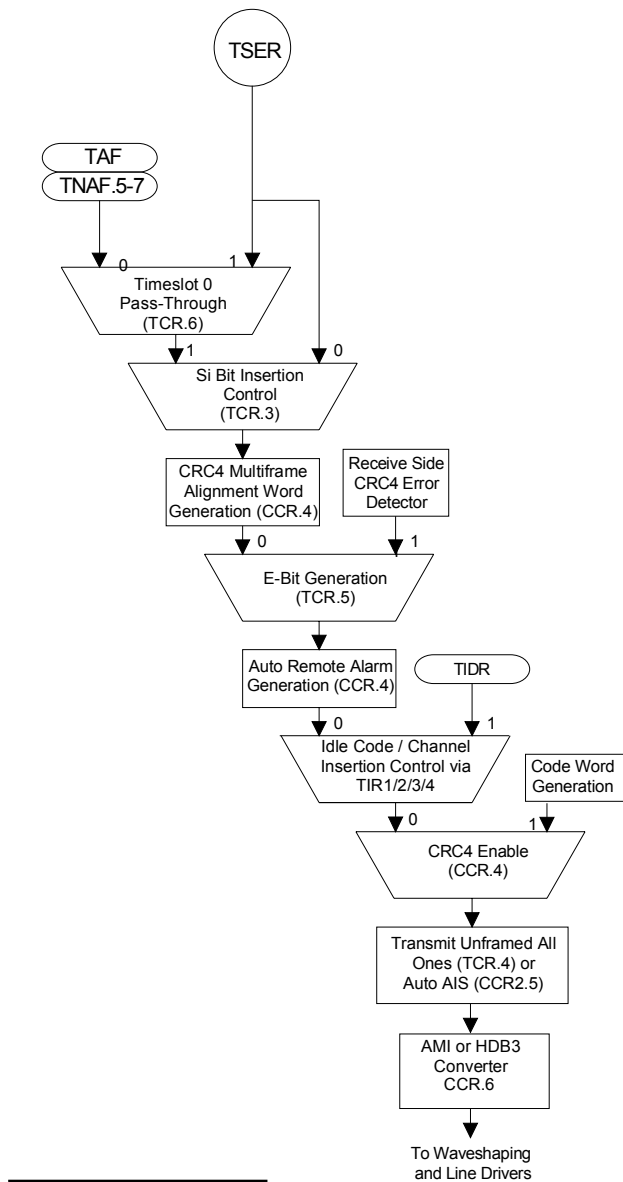 TSER
TAF
TNAF.5-7
0
1
Timeslot 0
Pass-Through
(TCR.6)
1
0
Si Bit Insertion
Control
(TCR.3)
CRC4 Multiframe
Alignment Word
Generation (CCR.4)
Receive Side
CRC4 Error
Detector
0
1
E-Bit Generation
(TCR.5)
Auto Remote Alarm
Generation (CCR.4)
TIDR
0
1
Idle Code / Channel
Insertion Control via
TIR1/2/3/4
Code Word
Generation
0
1
CRC4 Enable
(CCR.4)
Transmit Unframed All
Ones (TCR.4) or
Auto AIS (CCR2.5)
AMI or HDB3
Converter
CCR.6
To Waveshaping
and Line Drivers